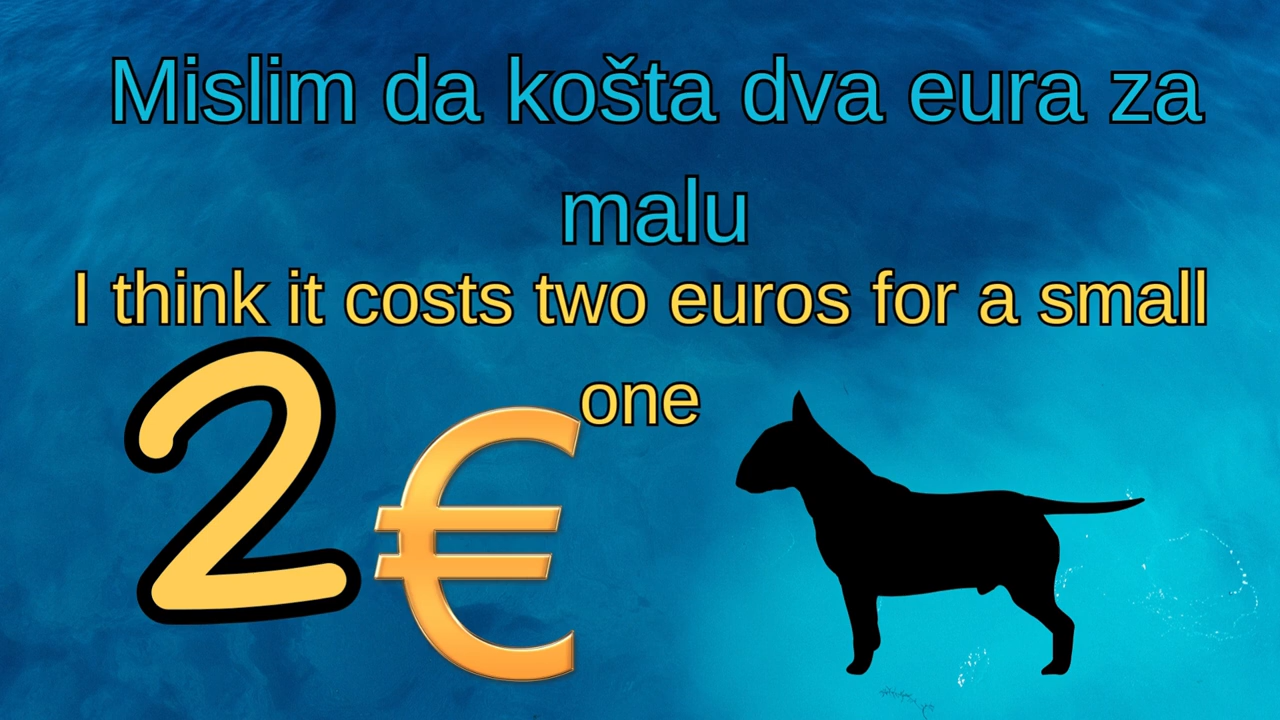 Mislim da košta dva eura za
malu
I think it costs two euros for a small
one
2€